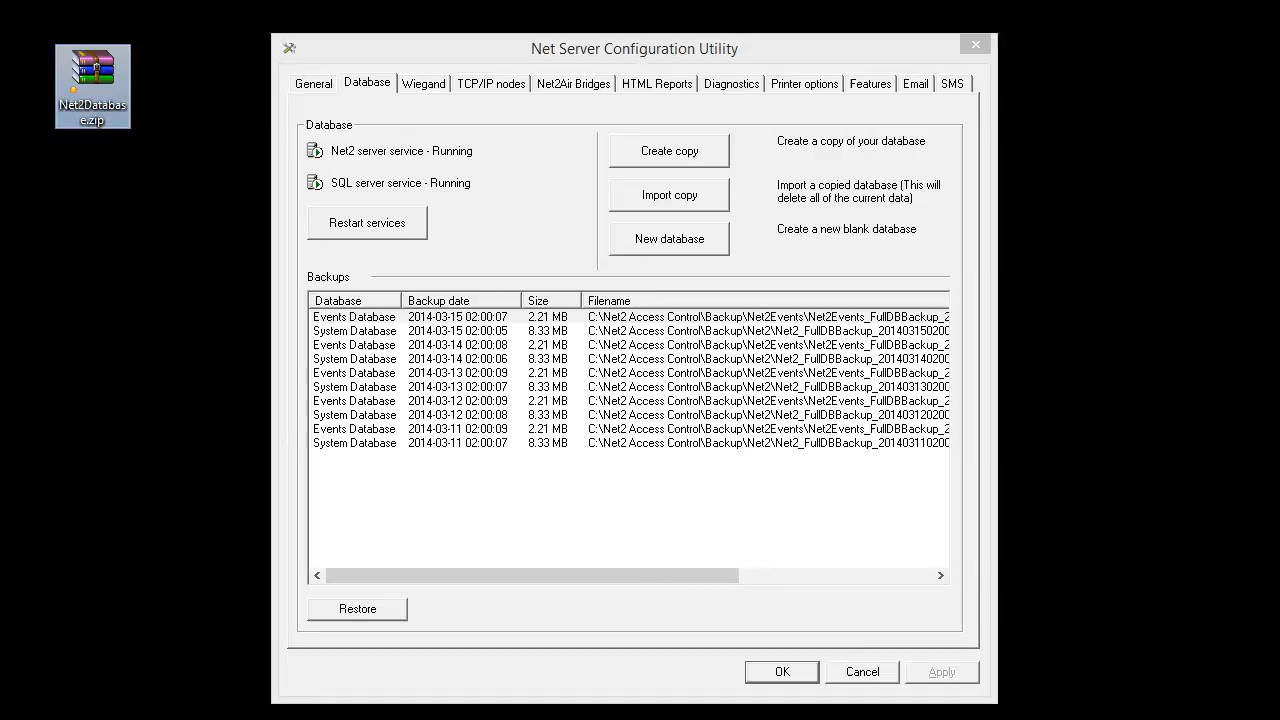 Net2Databas
e.zip
Net Server Configuration Utility
General Database Wiegand TCP/IP nodes Net2Air Bridges HTML Reports Diagnostics Printer options Features Email SMS
Database
Net2 server service - Running
SQL server service - Running
Restart services
Create copy
Create a copy of your database
Import copy
Import a copied database (This will
delete all of the current data)
New database
Create a new blank database
Backups
Database Backup date Size Filename
Events Database 2014-03-15 02:00:07 2.21 MB C:\Net2 Access Control\Backup\Net2Events\Net2Events_FullDBBackup_2
System Database 2014-03-15 02:00:05 8.33 MB C:\Net2 Access Control\Backup\Net2\Net2_FullDBBackup_201403150200
Events Database 2014-03-14 02:00:08 2.21 MB C:\Net2 Access Control\Backup\Net2Events\Net2Events_FullDBBackup_2
System Database 2014-03-14 02:00:06 8.33 MB C:\Net2 Access Control\Backup\Net2\Net2_FullDBBackup_201403140200
Events Database 2014-03-13 02:00:09 2.21 MB C:\Net2 Access Control\Backup\Net2Events\Net2Events_FullDBBackup_2
System Database 2014-03-13 02:00:07 8.33 MB C:\Net2 Access Control\Backup\Net2\Net2_FullDBBackup_201403130200
Events Database 2014-03-12 02:00:09 2.21 MB C:\Net2 Access Control\Backup\Net2Events\Net2Events_FullDBBackup_2
System Database 2014-03-12 02:00:08 8.33 MB C:\Net2 Access Control\Backup\Net2\Net2_FullDBBackup_201403120200
Events Database 2014-03-11 02:00:09 2.21 MB C:\Net2 Access Control\Backup\Net2Events\Net2Events_FullDBBackup_2
System Database 2014-03-11 02:00:07 8.33 MB C:\Net2 Access Control\Backup\Net2\Net2_FullDBBackup_201403110200
Restore
OK Cancel Apply